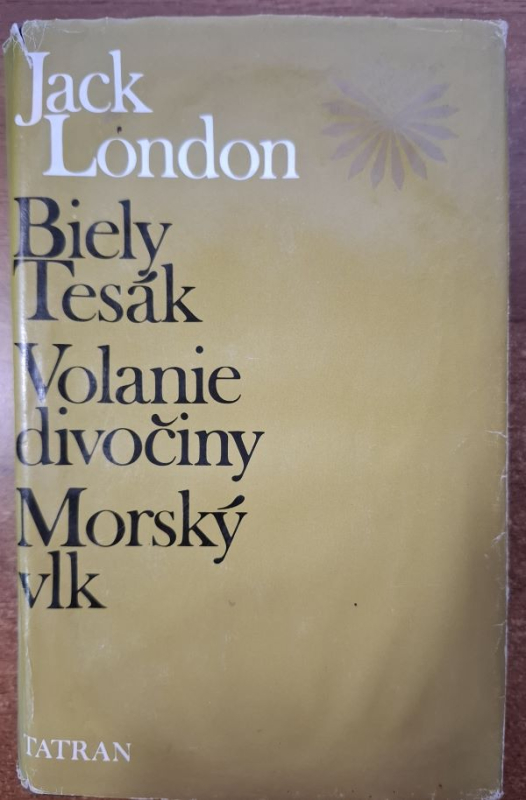 Jack
London
Biely
Tesák
Volanie
divočiny
Morský
vlk
TATRAN